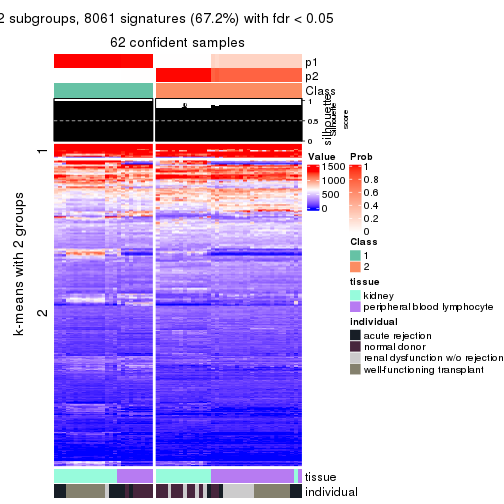 2 subgroups, 8061 signatures (67.2%) with fdr < 0.05
62 confident samples
p1
p2
Class
silhouette
score
1
0.5
0
k-means with 2 groups
1
2
Value
1500
1000
500
0
Prob
1
0.8
0.6
0.4
0.2
0
Class
1
2
tissue
kidney
peripheral blood lymphocyte
individual
acute rejection
normal donor
renal dysfunction w/o rejection
well-functioning transplant
tissue
individual